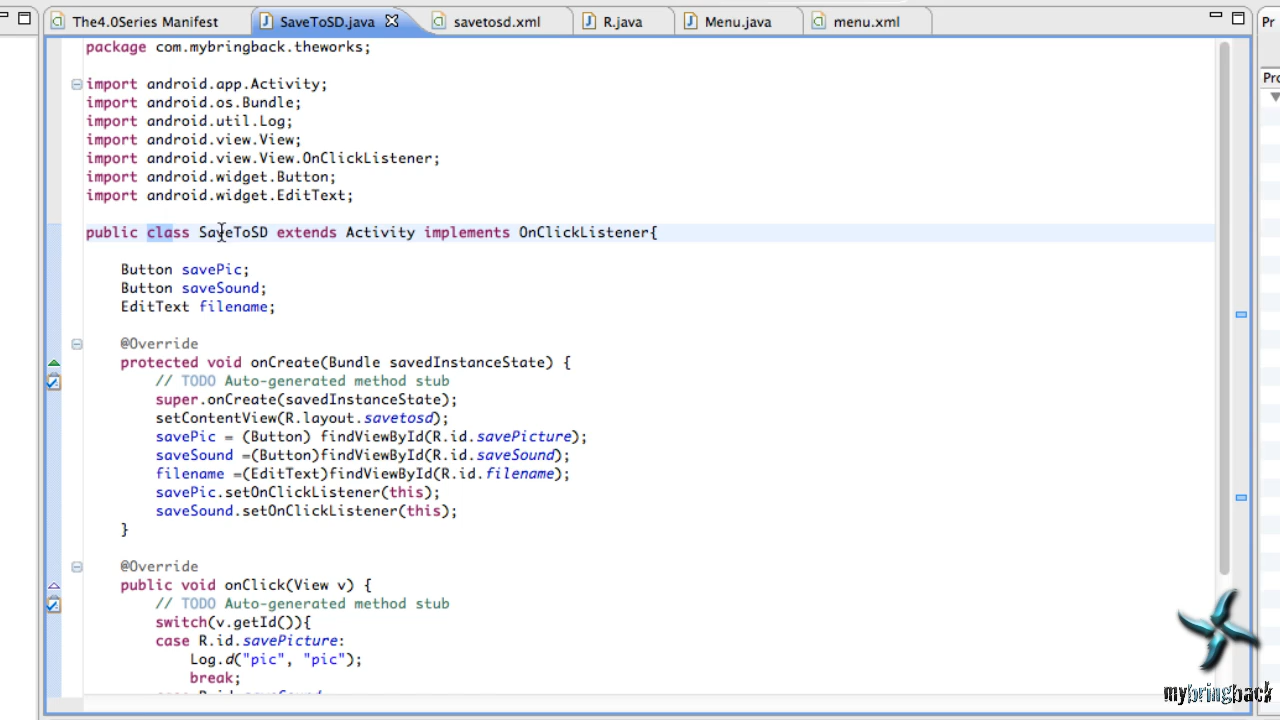 The4.0Series Manifest
SaveToSD.java
savetosd.xml
R.java
Menu.java
menu.xml
Pr
package com.mybringback.theworks;
Pro
import android.app.Activity;
import android.os.Bundle;
import android.util.Log;
import android.view.View;
import android.view.View.OnClickListener;
import android.widget.Button;
import android.widget.EditText;
public class SaveToSD extends Activity implements OnClickListener{
Button savePic;
Button saveSound;
EditText filename;
@Override
protected void onCreate(Bundle savedInstanceState) {
// TODO Auto-generated method stub
super.onCreate(savedInstanceState);
setContentView(R.layout.savetosd);
savePic = (Button) findViewById(R.id.savePicture);
saveSound =(Button)findViewById(R.id.saveSound);
filename =(EditText)findViewById(R.id.filename);
savePic.setOnClickListener(this);
saveSound.setOnClickListener(this);
}
@Override
public void onClick(View v) {
// TODO Auto-generated method stub
switch(v.getId()){
case R.id.savePicture:
Log.d("pic", "pic");
break;
mybringback